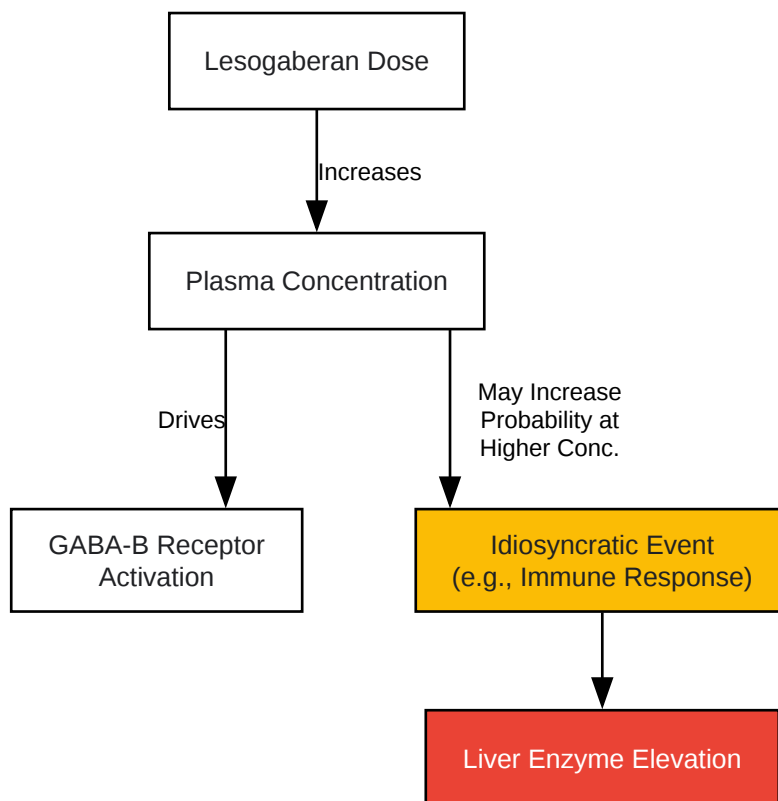 Lesogaberan Dose
Increases
Plasma Concentration
Drives
May Increase
Probability at
Higher Conc.
GABA-B Receptor
Activation
Idiosyncratic Event
(e.g., Immune Response)
Liver Enzyme Elevation